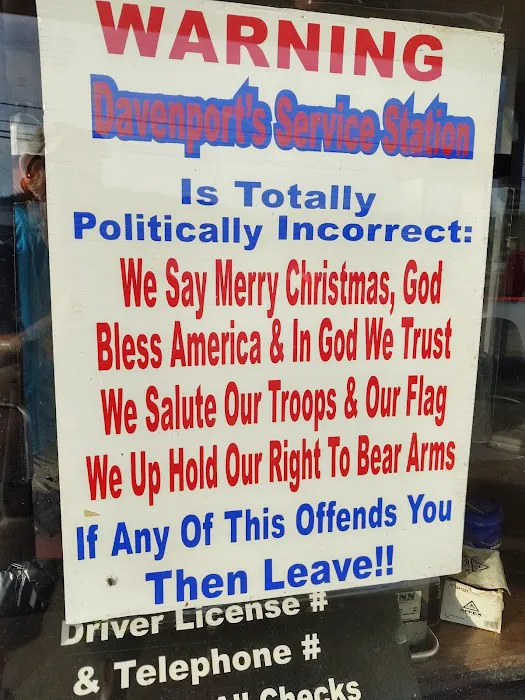 WARNING
Davenport's Service Station
Is Totally
Politically Incorrect:
We Say Merry Christmas, God
Bless America & In God We Trust
We Salute Our Troops & Our Flag
We Up Hold Our Right To Bear Arms
If Any Of This Offends You
Then Leave!!
Driver License #
& Telephone #
All Checks